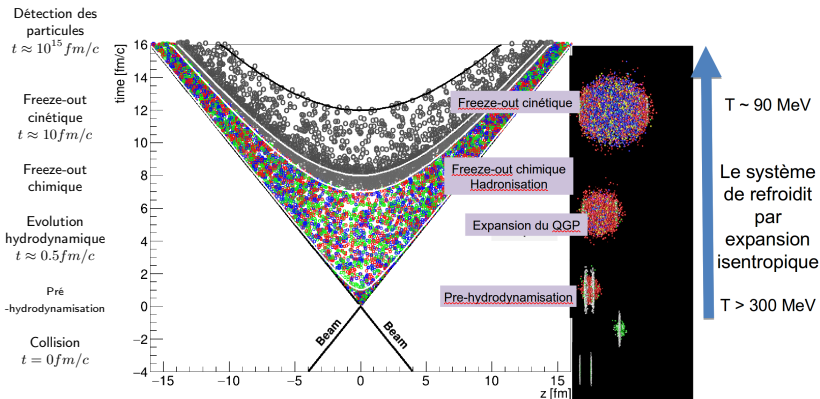 Détection des
particules
t ≈ 10^15 fm/c
Freeze-out
cinétique
t ≈ 10fm/c
Freeze-out
chimique
Evolution
hydrodynamique
t ≈ 0.5fm/c
Pré
-hydrodynamisation
Collision
t = 0fm/c
time [fm/c]
16
14
12
10
8
6
4
2
0
−2
−4
−15
−10
−5
0
5
10
15
z [fm]
Beam
Beam
Freeze-out cinétique
Freeze-out chimique
Hadronisation
Expansion du QGP
Pre-hydrodynamisation
T ~ 90 MeV
Le système
de refroidit
par
expansion
isentropique
T > 300 MeV